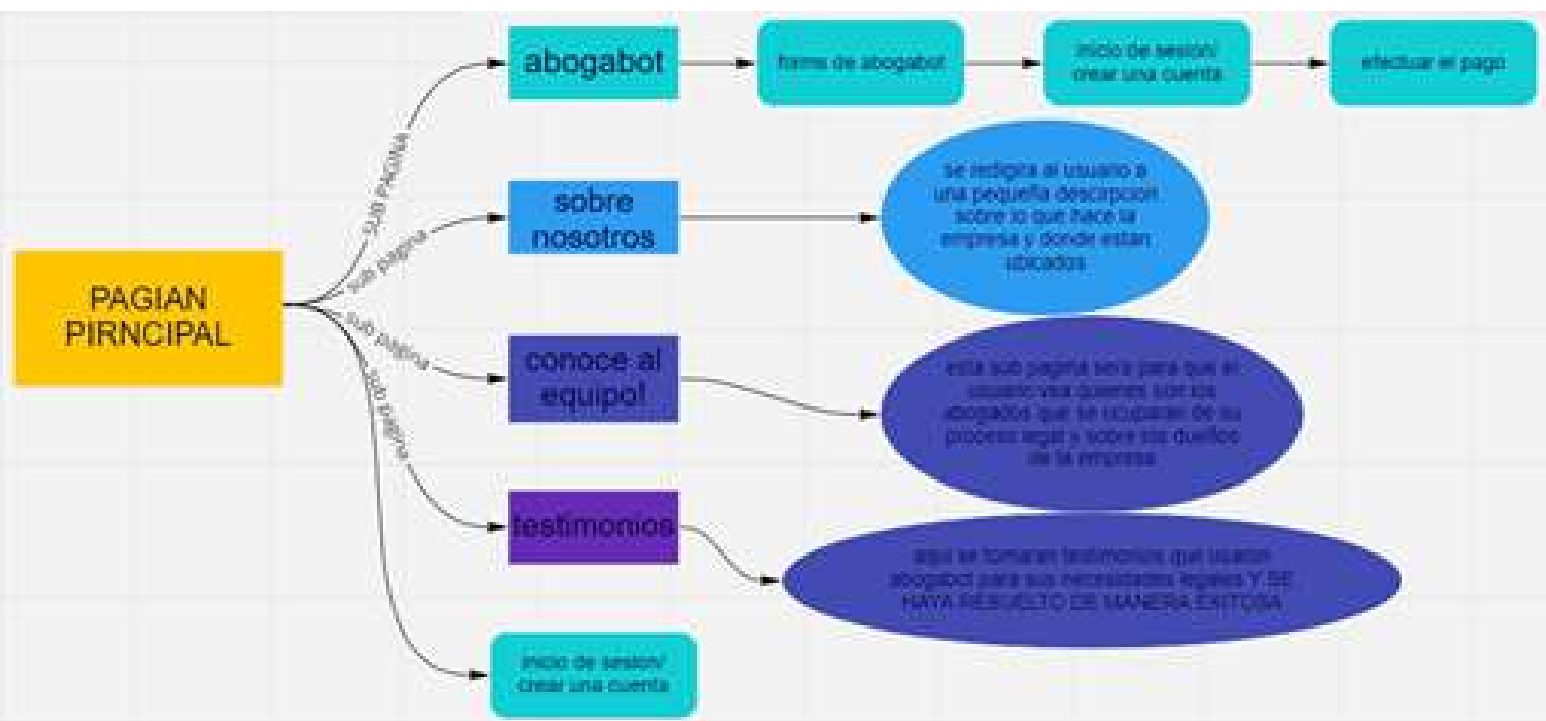 PAGIAN
PIRNCIPAL
SUB PAGINA
abogabot
forms de abogabot
inicio de sesion/
crear una cuenta
efectuar el pago
sub pagina
sobre
nosotros
se redigira al usuario a
una pequeña descirpcion
sobre lo que hace la
empresa y donde estan
ubicados
sub pagina
conoce al
equipo!
esta sub pagina sera para que el
usuario vea quienes son los
abogados que se ocuparan de su
proceso legal y sobre los dueños
de la empresa
sub pagina
testimonios
aqui se tomaran testimonios que usaron
abogabot para sus necesidades legales Y SE
HAYA RESUELTO DE MANERA EXITOSA
inicio de sesion/
crear una cuenta